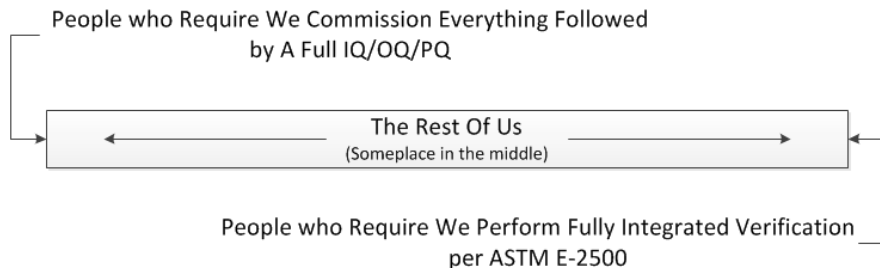 People who Require We Commission Everything Followed
by A Full IQ/OQ/PQ
The Rest Of Us
(Someplace in the middle)
People who Require We Perform Fully Integrated Verification
per ASTM E-2500